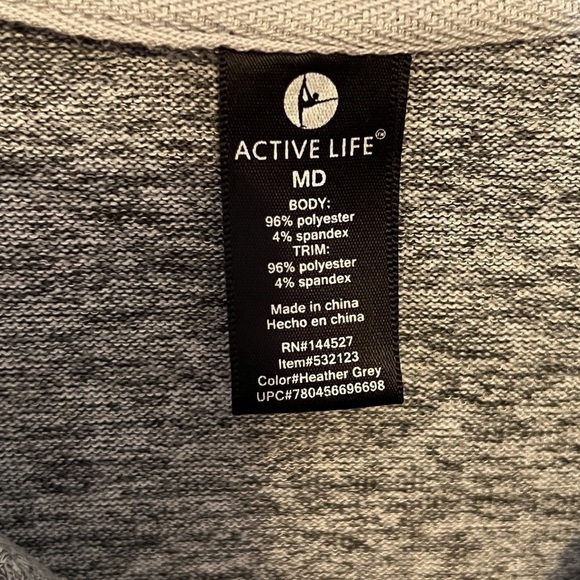 ACTIVE LIFE™
MD
BODY:
96% polyester
4% spandex
TRIM:
96% polyester
4% spandex
Made in china
Hecho en china
RN#144527
Item#532123
Color#Heather Grey
UPC#780456696698